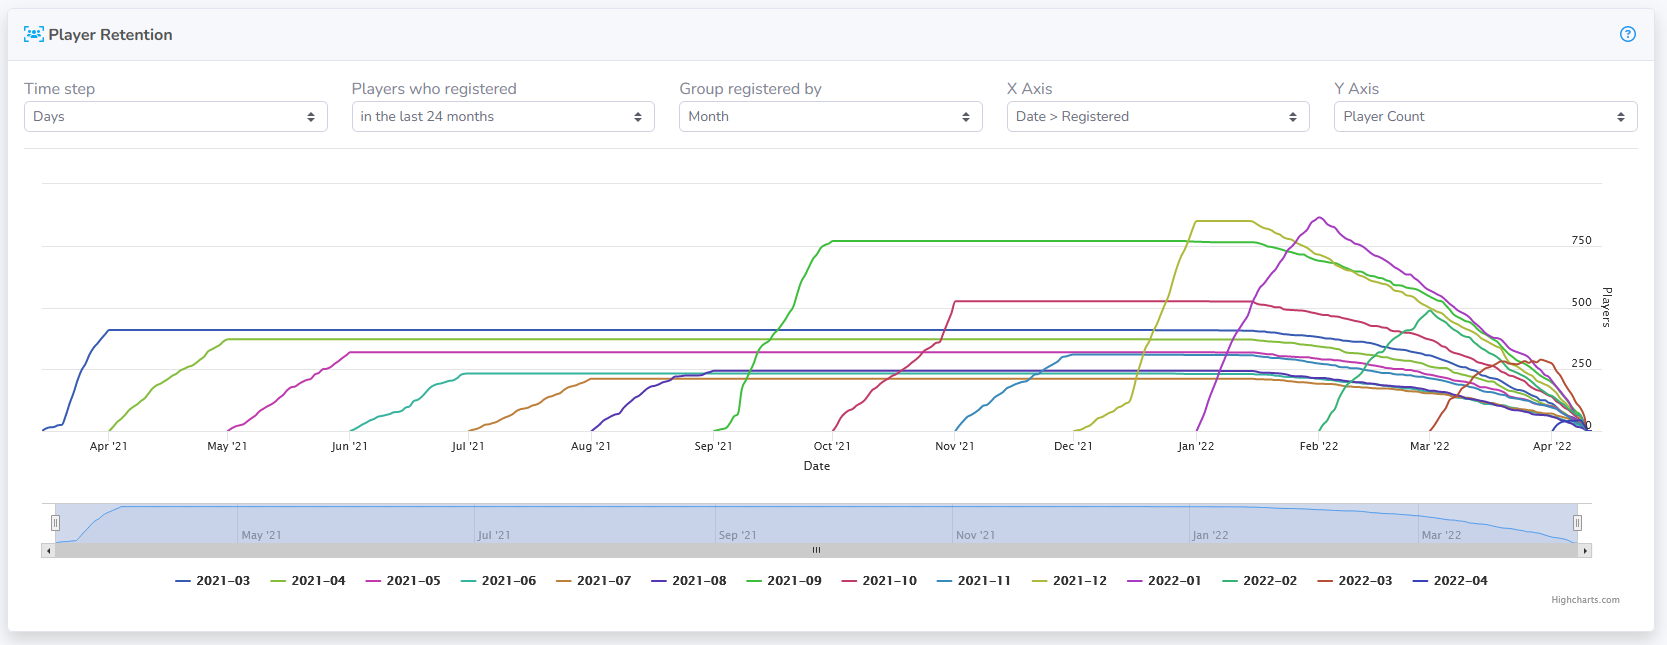 Player Retention
Time step
Players who registered
Group registered by
X Axis
Y Axis
Days
in the last 24 months
Month
Date > Registered
Player Count
750
500
250
0
Players
Apr '21
May '21
Jun '21
Jul '21
Aug '21
Sep '21
Oct '21
Nov '21
Dec '21
Jan '22
Feb '22
Mar '22
Apr '22
Date
May '21
Jul '21
Sep '21
Nov '21
Jan '22
Mar '22
2021-03
2021-04
2021-05
2021-06
2021-07
2021-08
2021-09
2021-10
2021-11
2021-12
2022-01
2022-02
2022-03
2022-04
Highcharts.com